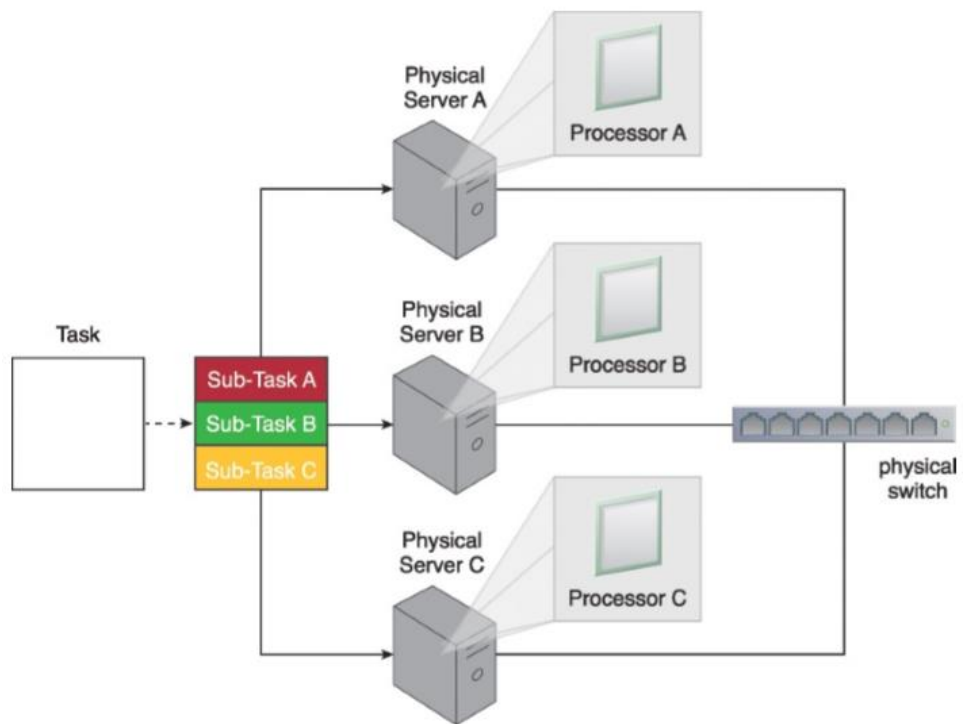 Physical
Server A
Processor A
Physical
Server B
Processor B
Task
Sub-Task A
Sub-Task B
Sub-Task C
physical
switch
Physical
Server C
Processor C